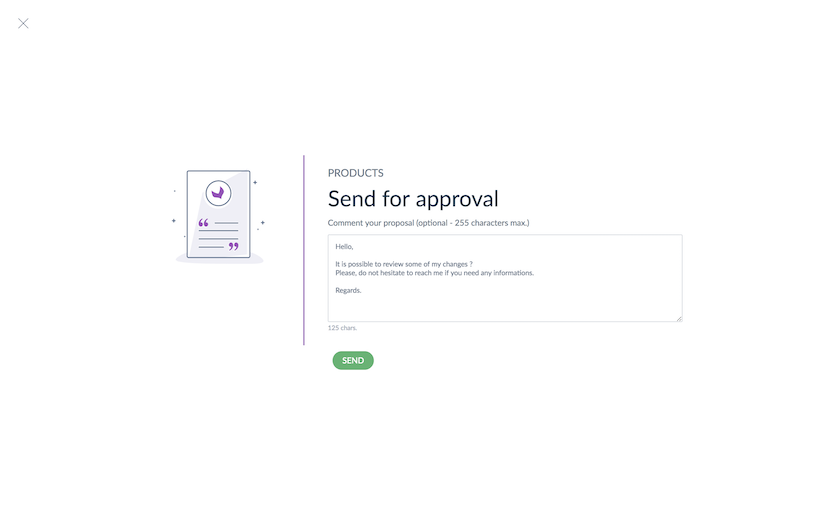 PRODUCTS
Send for approval
Comment your proposal (optional - 255 characters max.)
Hello,
It is possible to review some of my changes ?
Please, do not hesitate to reach me if you need any informations.
Regards.
125 chars.
SEND